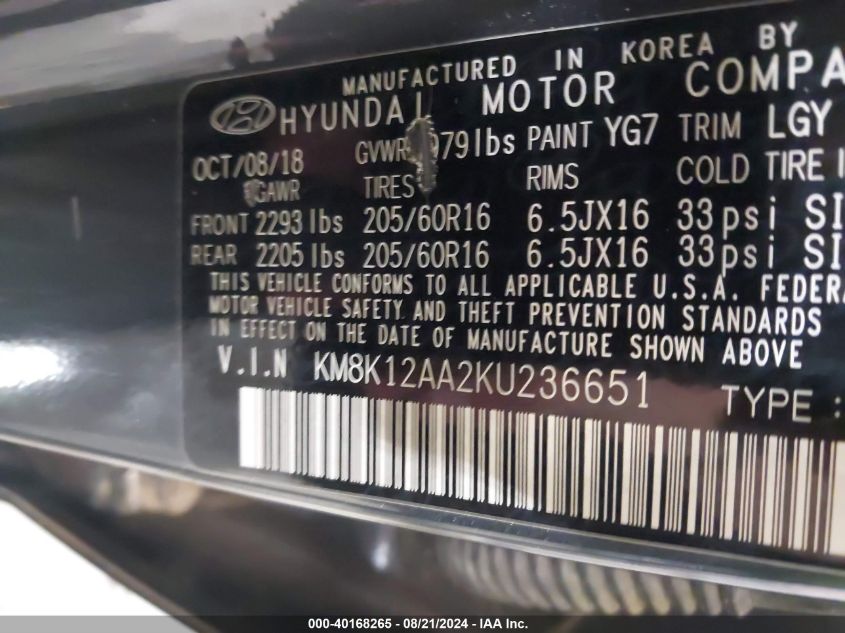 MANUFACTURED IN KOREA BY
HYUNDAI MOTOR COMPA
OCT/08/18 GVWR 979lbs PAINT YG7 TRIM LGY
GAWR TIRES RIMS COLD TIRE
FRONT 2293 lbs 205/60R16 6.5JX16 33psi SI
REAR 2205 lbs 205/60R16 6.5JX16 33psi SI
THIS VEHICLE CONFORMS TO ALL APPLICABLE U.S.A. FEDERA
MOTOR VEHICLE SAFETY AND THEFT PREVENTION STANDARDS
IN EFFECT ON THE DATE OF MANUFACTURE SHOWN ABOVE
V.I.N KM8K12AA2KU236651 TYPE :
000-40168265 - 08/21/2024 - IAA Inc.